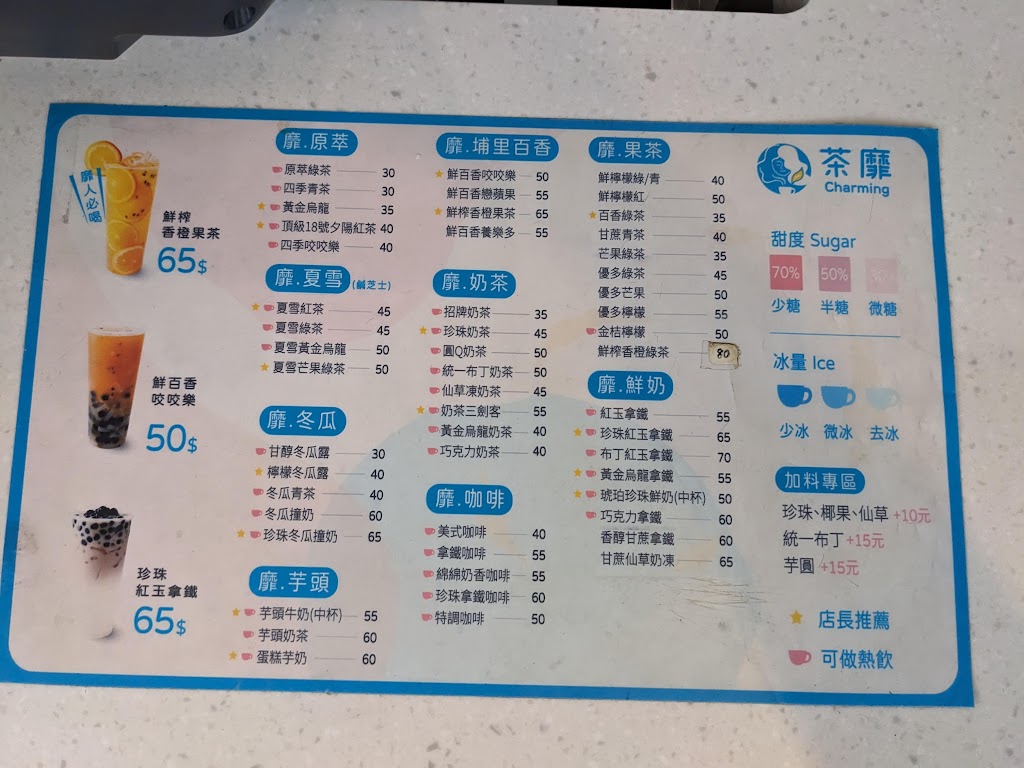 靡人必喝
鮮榨
香橙果茶
65$
鮮百香
咬咬樂
50$
珍珠
紅玉拿鐵
65$
靡.原萃
原萃綠茶 30
四季青茶 30
黃金烏龍 35
頂級18號夕陽紅茶 40
四季咬咬樂 40
靡.夏雪(鹹芝士)
夏雪紅茶 45
夏雪綠茶 45
夏雪黃金烏龍 50
夏雪芒果綠茶 50
靡.冬瓜
甘醇冬瓜露 30
檸檬冬瓜露 40
冬瓜青茶 40
冬瓜撞奶 60
珍珠冬瓜撞奶 65
靡.芋頭
芋頭牛奶(中杯) 55
芋頭奶茶 60
蛋糕芋奶 60
靡.埔里百香
鮮百香咬咬樂 50
鮮百香戀蘋果 55
鮮榨香橙果茶 65
鮮百香養樂多 55
靡.奶茶
招牌奶茶 35
珍珠奶茶 45
圓Q奶茶 50
統一布丁奶茶 50
仙草凍奶茶 45
奶茶三劍客 55
黃金烏龍奶茶 40
巧克力奶茶 40
靡.咖啡
美式咖啡 40
拿鐵咖啡 55
綿綿奶香咖啡 55
珍珠拿鐵咖啡 60
特調咖啡 50
靡.果茶
鮮檸檬綠/青 40
鮮檸檬紅 50
百香綠茶 35
甘蔗青茶 40
芒果綠茶 35
優多綠茶 45
優多芒果 50
優多檸檬 55
金桔檸檬 50
鮮榨香橙綠茶 80
靡.鮮奶
紅玉拿鐵 55
珍珠紅玉拿鐵 65
布丁紅玉拿鐵 70
黃金烏龍拿鐵 55
琥珀珍珠鮮奶(中杯) 50
巧克力拿鐵 60
香醇甘蔗拿鐵 60
甘蔗仙草奶凍 65
茶靡
Charming
甜度 Sugar
70% 50%
少糖 半糖 微糖
冰量 Ice
少冰 微冰 去冰
加料專區
珍珠、椰果、仙草 +10元
統一布丁 +15元
芋圓 +15元
店長推薦
可做熱飲